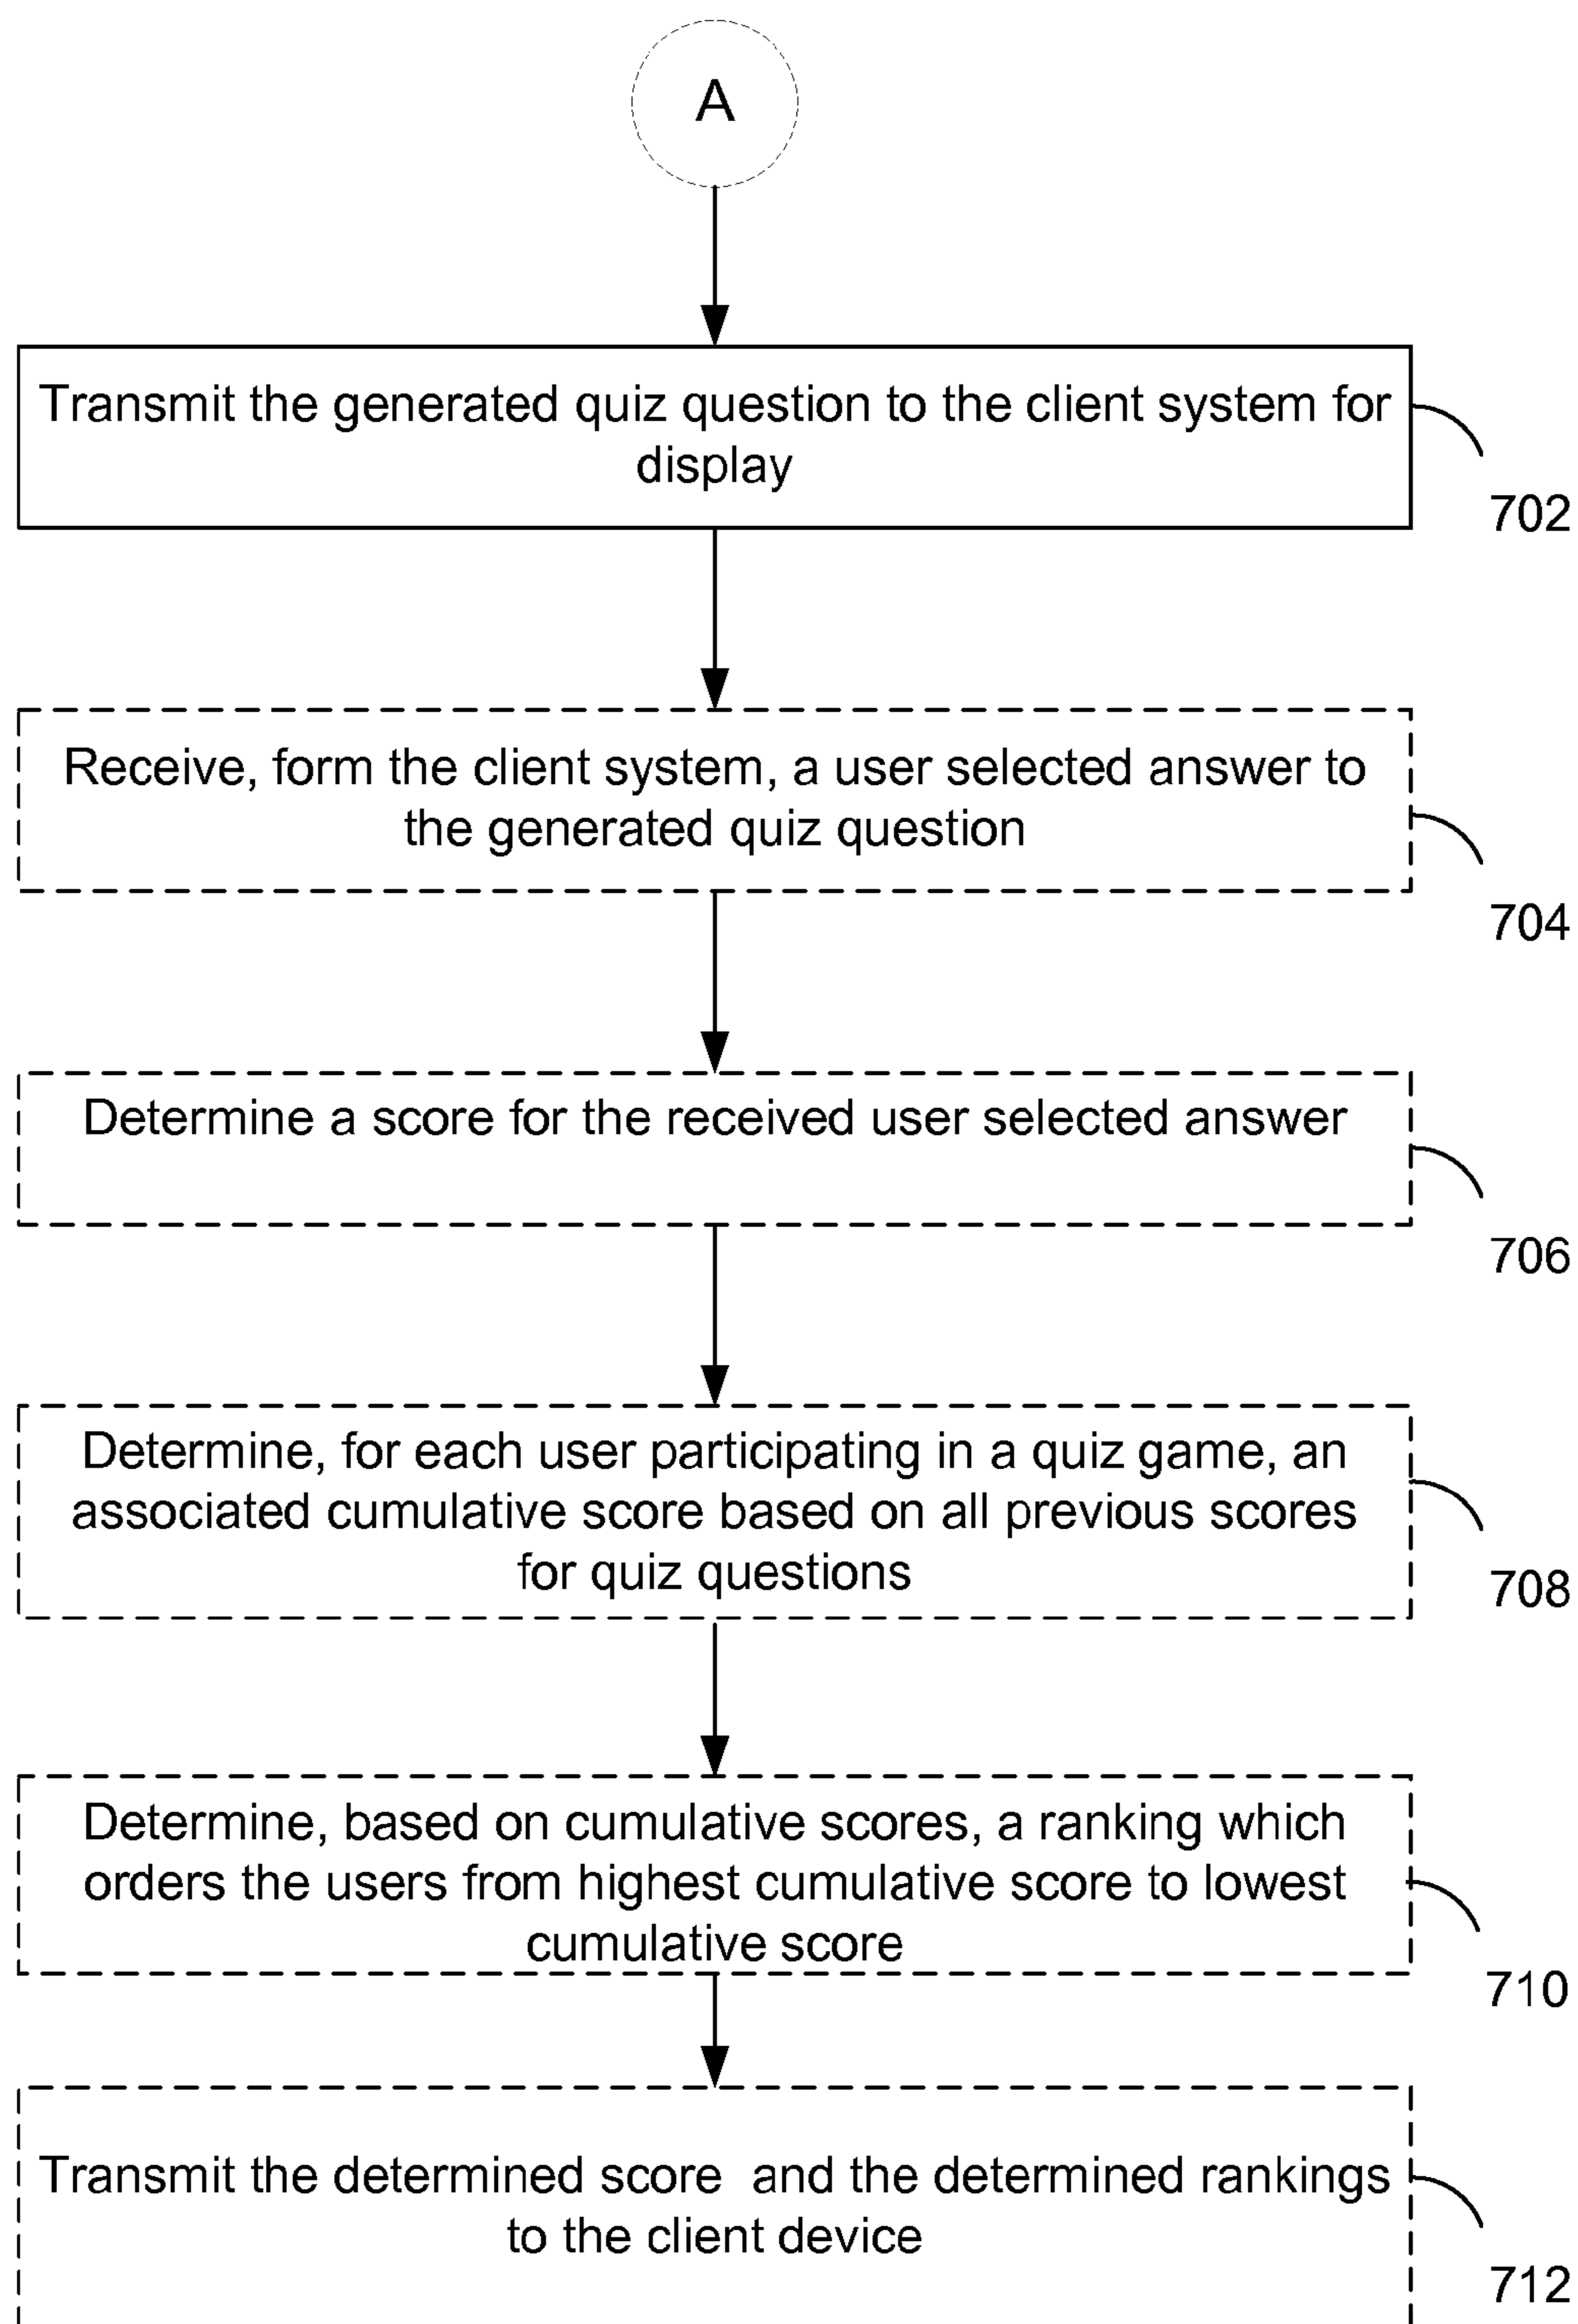 A
Transmit the generated quiz question to the client system for
display
702
Receive, form the client system, a user selected answer to
the generated quiz question
704
Determine a score for the received user selected answer
706
Determine, for each user participating in a quiz game, an
associated cumulative score based on all previous scores
for quiz questions
708
Determine, based on cumulative scores, a ranking which
orders the users from highest cumulative score to lowest
cumulative score
710
Transmit the determined score  and the determined rankings
to the client device
712